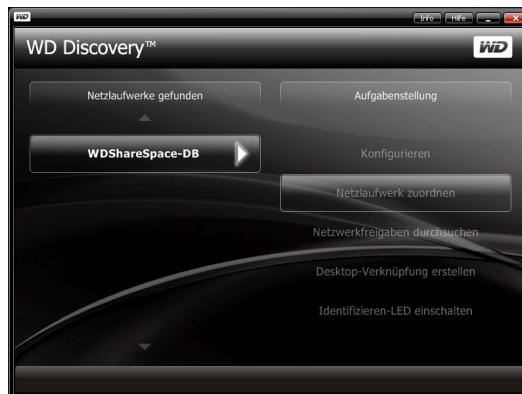 WD
Info Hilfe
WD Discovery™
WD
Netzlaufwerke gefunden
Aufgabenstellung
WDShareSpace-DB
Konfigurieren
Netzlaufwerk zuordnen
Netzwerkfreigaben durchsuchen
Desktop-Verknüpfung erstellen
Identifizieren-LED einschalten